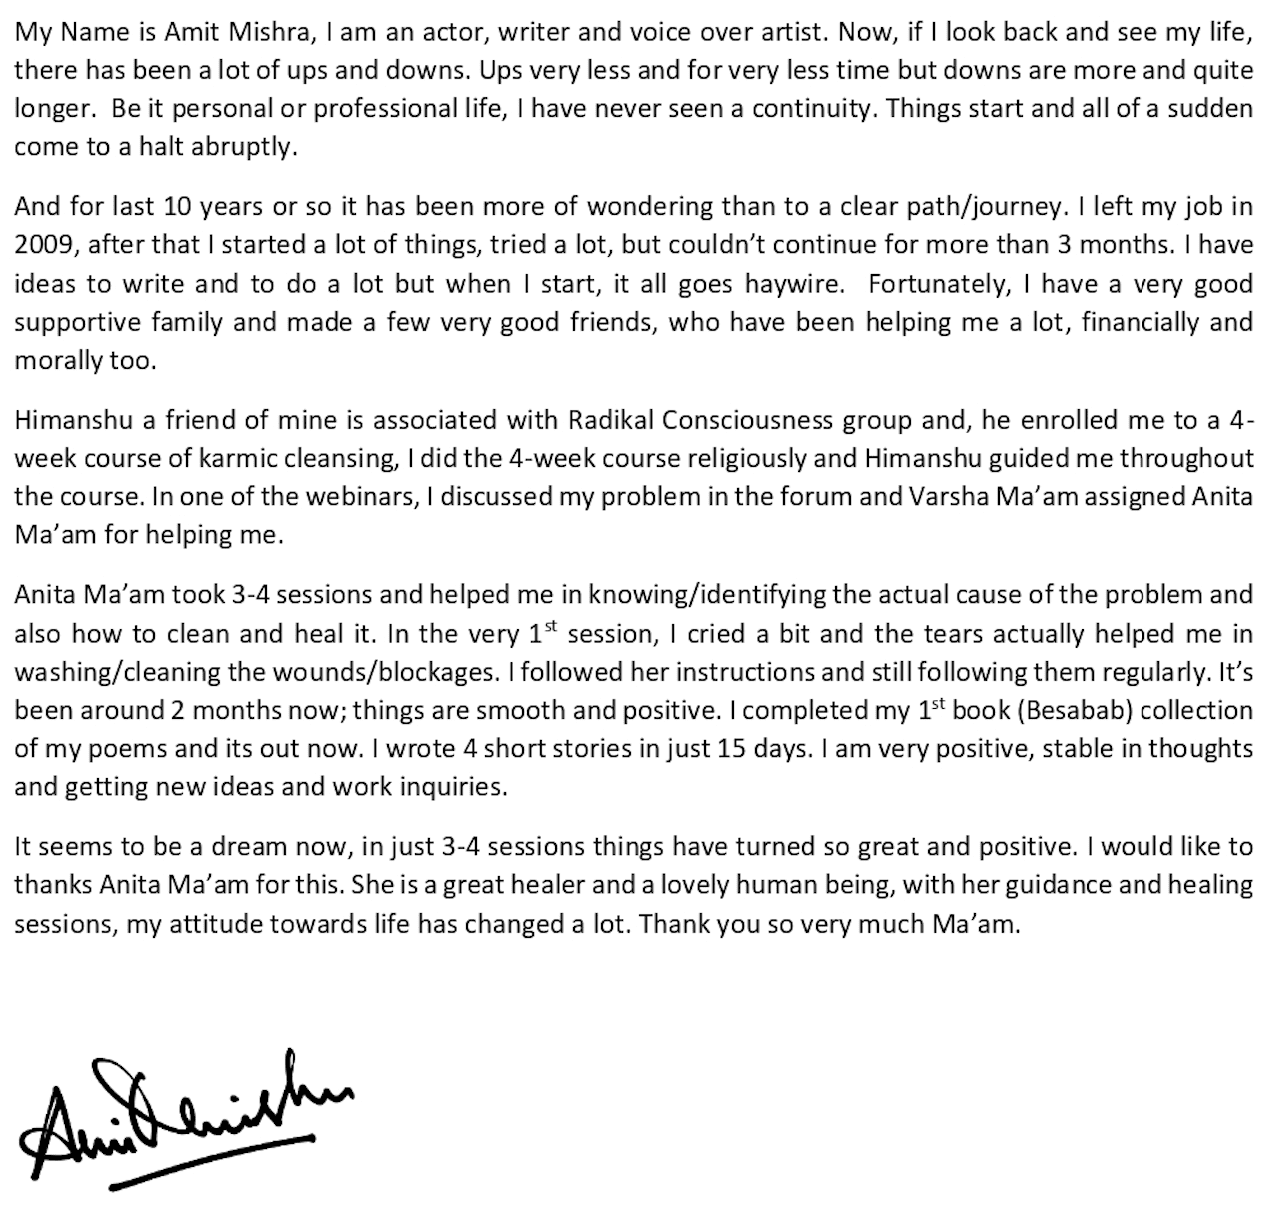 My Name is Amit Mishra, I am an actor, writer and voice over artist. Now, if I look back and see my life,
there has been a lot of ups and downs. Ups very less and for very less time but downs are more and quite
longer.  Be it personal or professional life, I have never seen a continuity. Things start and all of a sudden
come to a halt abruptly.
And for last 10 years or so it has been more of wondering than to a clear path/journey. I left my job in
2009, after that I started a lot of things, tried a lot, but couldn’t continue for more than 3 months. I have
ideas to write and to do a lot but when I start, it all goes haywire.  Fortunately, I have a very good
supportive family and made a few very good friends, who have been helping me a lot, financially and
morally too.
Himanshu a friend of mine is associated with Radikal Consciousness group and, he enrolled me to a 4-
week course of karmic cleansing, I did the 4-week course religiously and Himanshu guided me throughout
the course. In one of the webinars, I discussed my problem in the forum and Varsha Ma’am assigned Anita
Ma’am for helping me.
Anita Ma’am took 3-4 sessions and helped me in knowing/identifying the actual cause of the problem and
also how to clean and heal it. In the very 1st session, I cried a bit and the tears actually helped me in
washing/cleaning the wounds/blockages. I followed her instructions and still following them regularly. It’s
been around 2 months now; things are smooth and positive. I completed my 1st book (Besabab) collection
of my poems and its out now. I wrote 4 short stories in just 15 days. I am very positive, stable in thoughts
and getting new ideas and work inquiries.
It seems to be a dream now, in just 3-4 sessions things have turned so great and positive. I would like to
thanks Anita Ma’am for this. She is a great healer and a lovely human being, with her guidance and healing
sessions, my attitude towards life has changed a lot. Thank you so very much Ma’am.
Amit Mishra